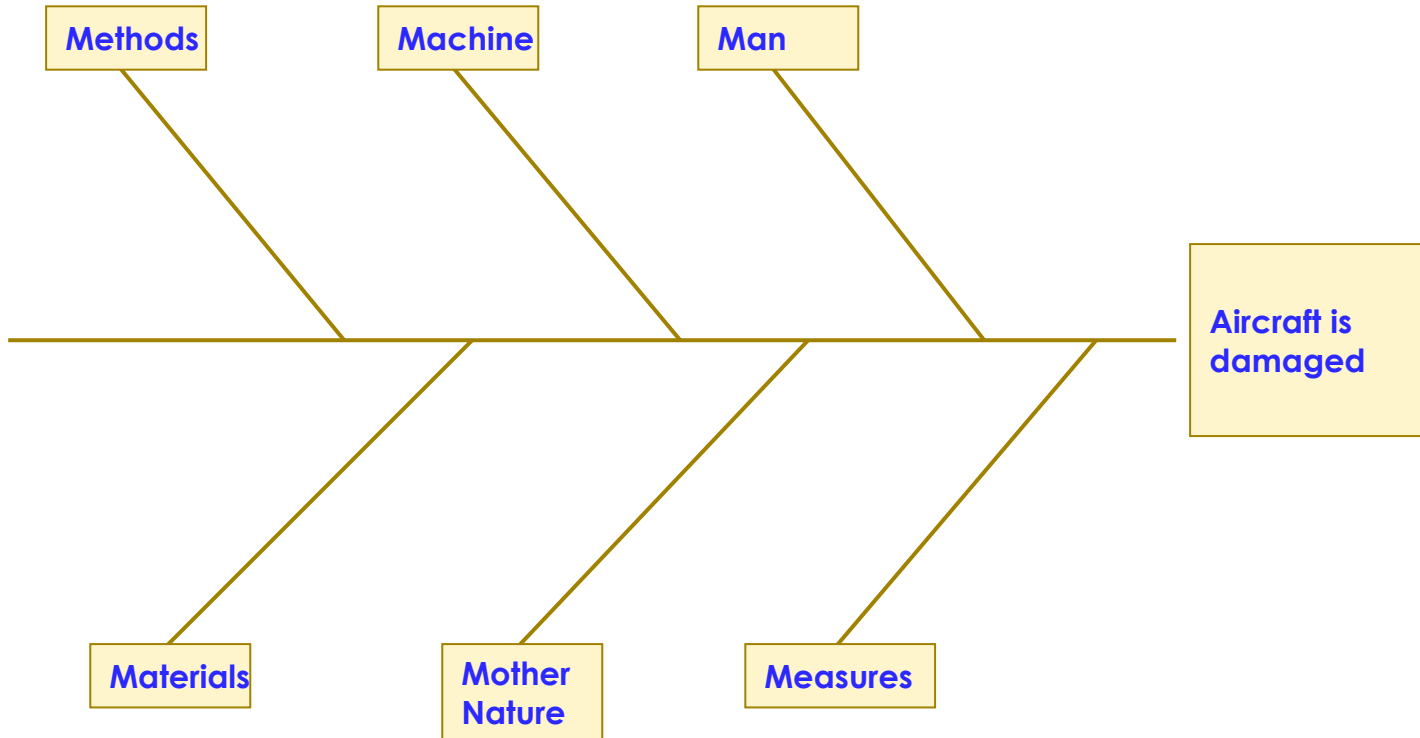 Methods
Machine
Man
Aircraft is
damaged
Materials
Mother
Nature
Measures